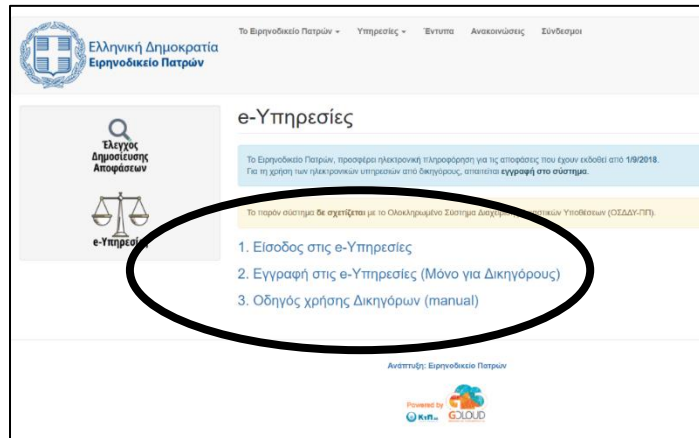 Ελληνική Δημοκρατία
Ειρηνοδικείο Πατρών
Το Ειρηνοδικείο Πατρών Υπηρεσίες Έντυπα Ανακοινώσεις Σύνδεσμοι
Έλεγχος
Δημοσίευσης
Αποφάσεων
e-Υπηρεσίες
e-Υπηρεσίες
Το Ειρηνοδικείο Πατρών, προσφέρει ηλεκτρονική πληροφόρηση για τις αποφάσεις που έχουν εκδοθεί από 1/9/2018.
Για τη χρήση των ηλεκτρονικών υπηρεσιών από δικηγόρους, απαιτείται εγγραφή στο σύστημα.
Το παρόν σύστημα δε σχετίζεται με το Ολοκληρωμένο Σύστημα Υποθέσεων (ΟΣΔΔΥ-ΠΠ).
1. Είσοδος στις e-Υπηρεσίες
2. Εγγραφή στις e-Υπηρεσίες (Μόνο για Δικηγόρους)
3. Οδηγός χρήσης Δικηγόρων (manual)
Ανάπτυξη: Ειρηνοδικείο Πατρών
Powered by
ΚτΠ
GCLOUD